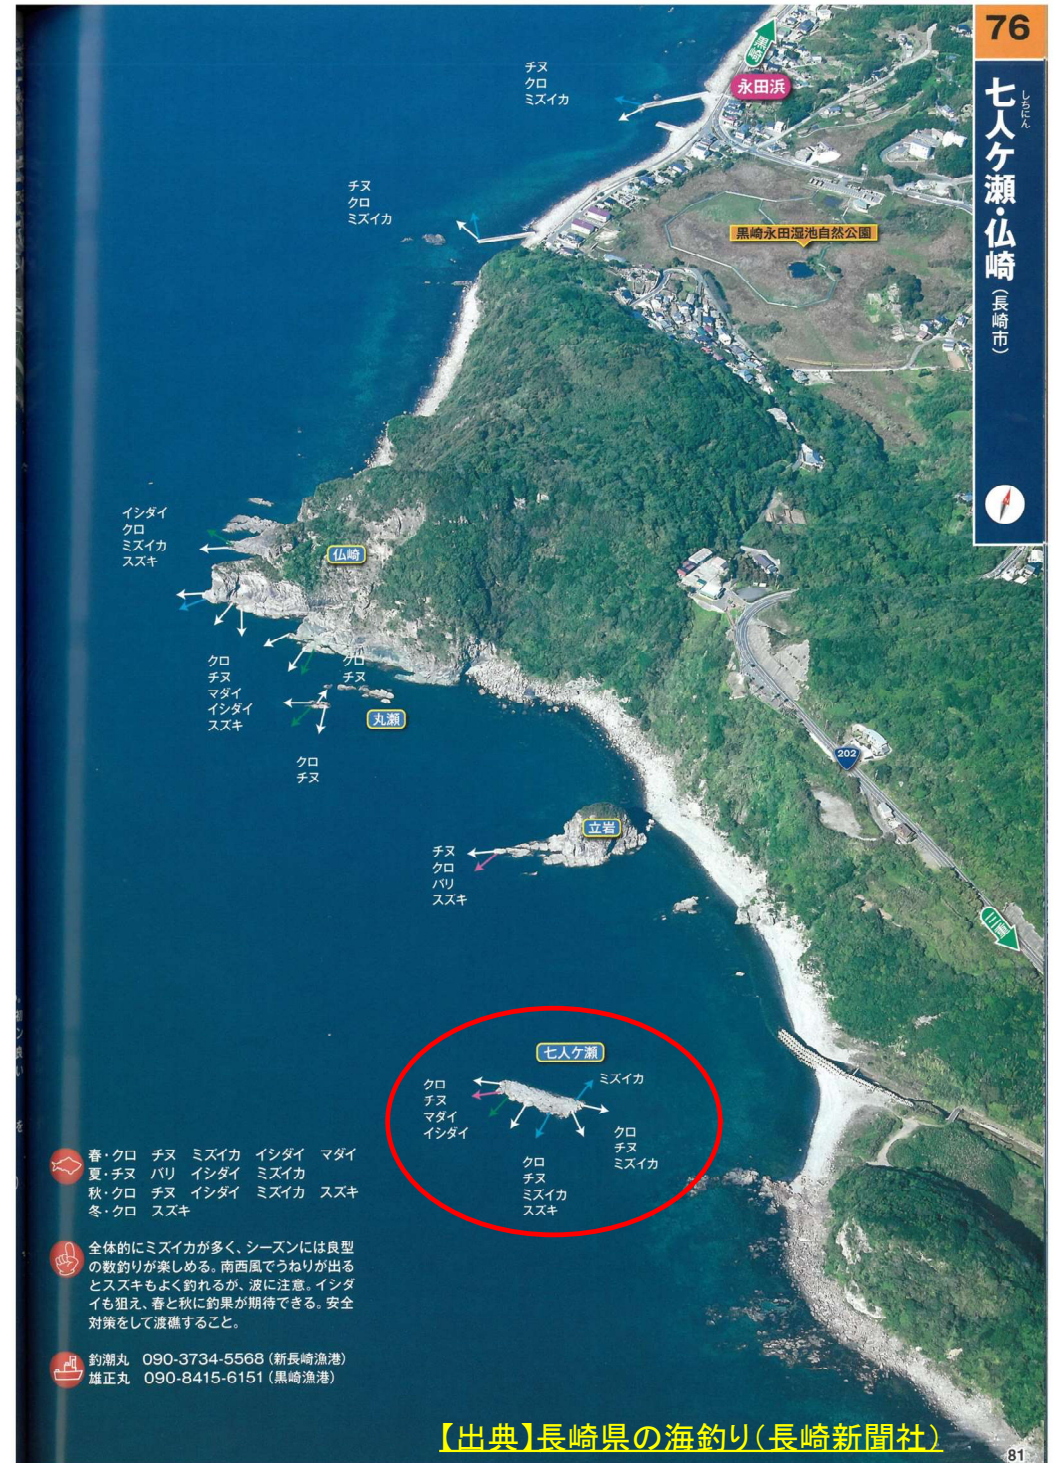 76
七人ケ瀬・仏崎(長崎市)
しちにん
黒崎
永田浜
チヌ
クロ
ミズイカ
チヌ
クロ
ミズイカ
黒崎永田湿地自然公園
イシダイ
クロ
ミズイカ
スズキ
仏崎
クロ
チヌ
マダイ
イシダイ
スズキ
クロ
チヌ
丸瀬
クロ
チヌ
202
立岩
チヌ
クロ
バリ
スズキ
三重
七人ケ瀬
ミズイカ
クロ
チヌ
マダイ
イシダイ
クロ
チヌ
ミズイカ
クロ
チヌ
ミズイカ
スズキ
春・クロ チヌ ミズイカ イシダイ マダイ
夏・チヌ バリ イシダイ ミズイカ
秋・クロ チヌ イシダイ ミズイカ スズキ
冬・クロ スズキ
全体的にミズイカが多く、シーズンには良型
の数釣りが楽しめる。南西風でうねりが出る
とスズキもよく釣れるが、波に注意。イシダ
イも狙え、春と秋に釣果が期待できる。安全
対策をして渡礁すること。
釣潮丸 090-3734-5568(新長崎漁港)
雄正丸 090-8415-6151(黒崎漁港)
【出典】長崎県の海釣り(長崎新聞社)
81